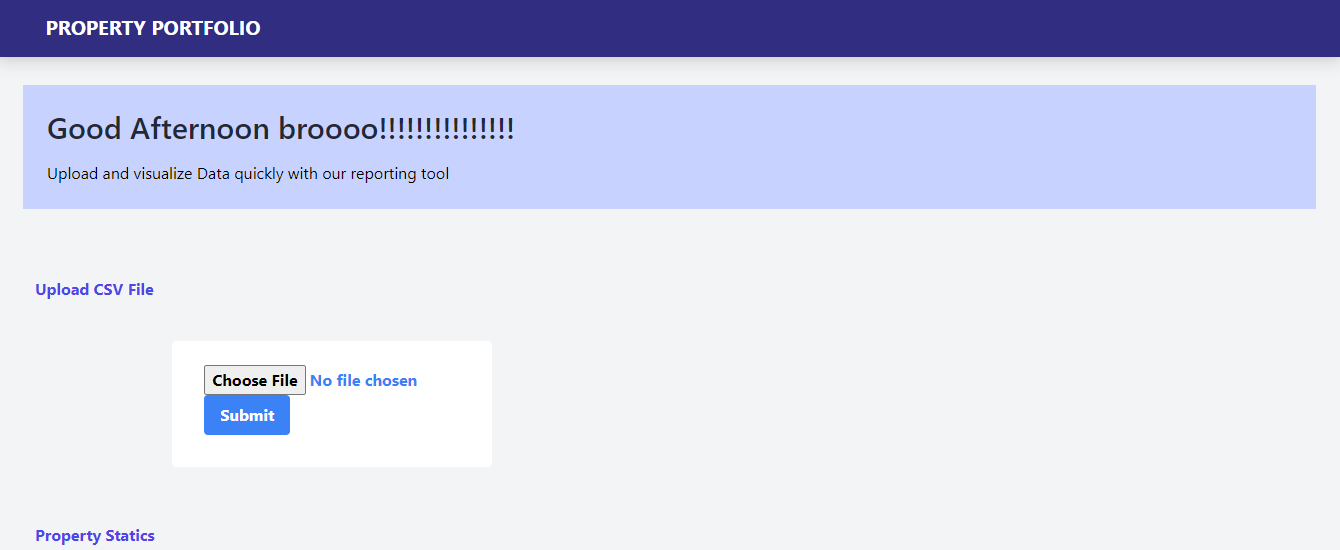 PROPERTY PORTFOLIO
Good Afternoon broooo!!!!!!!!!!!!!!!
Upload and visualize Data quickly with our reporting tool
Upload CSV File
Choose File No file chosen
Submit
Property Statics